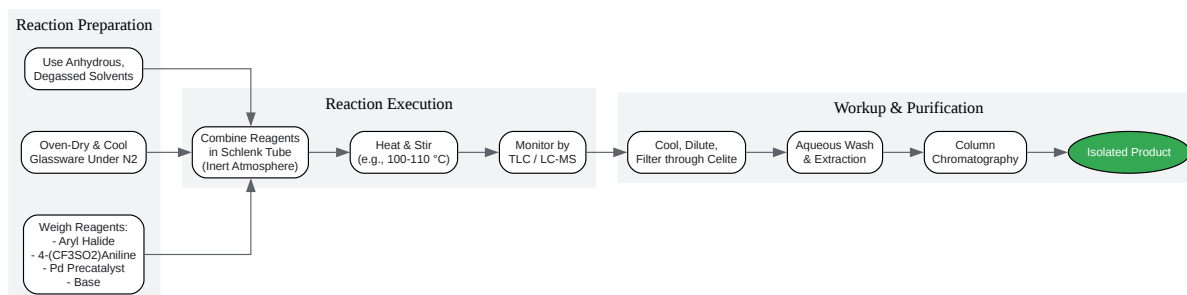 Reaction Preparation
Use Anhydrous,
Degassed Solvents
Oven-Dry & Cool
Glassware Under N2
Weigh Reagents:
- Aryl Halide
- 4-(CF3SO2)Aniline
- Pd Precatalyst
- Base
Reaction Execution
Combine Reagents
in Schlenk Tube
(Inert Atmosphere)
Heat & Stir
(e.g., 100-110 °C)
Monitor by
TLC / LC-MS
Workup & Purification
Cool, Dilute,
Filter through Celite
Aqueous Wash
& Extraction
Column
Chromatography
Isolated Product